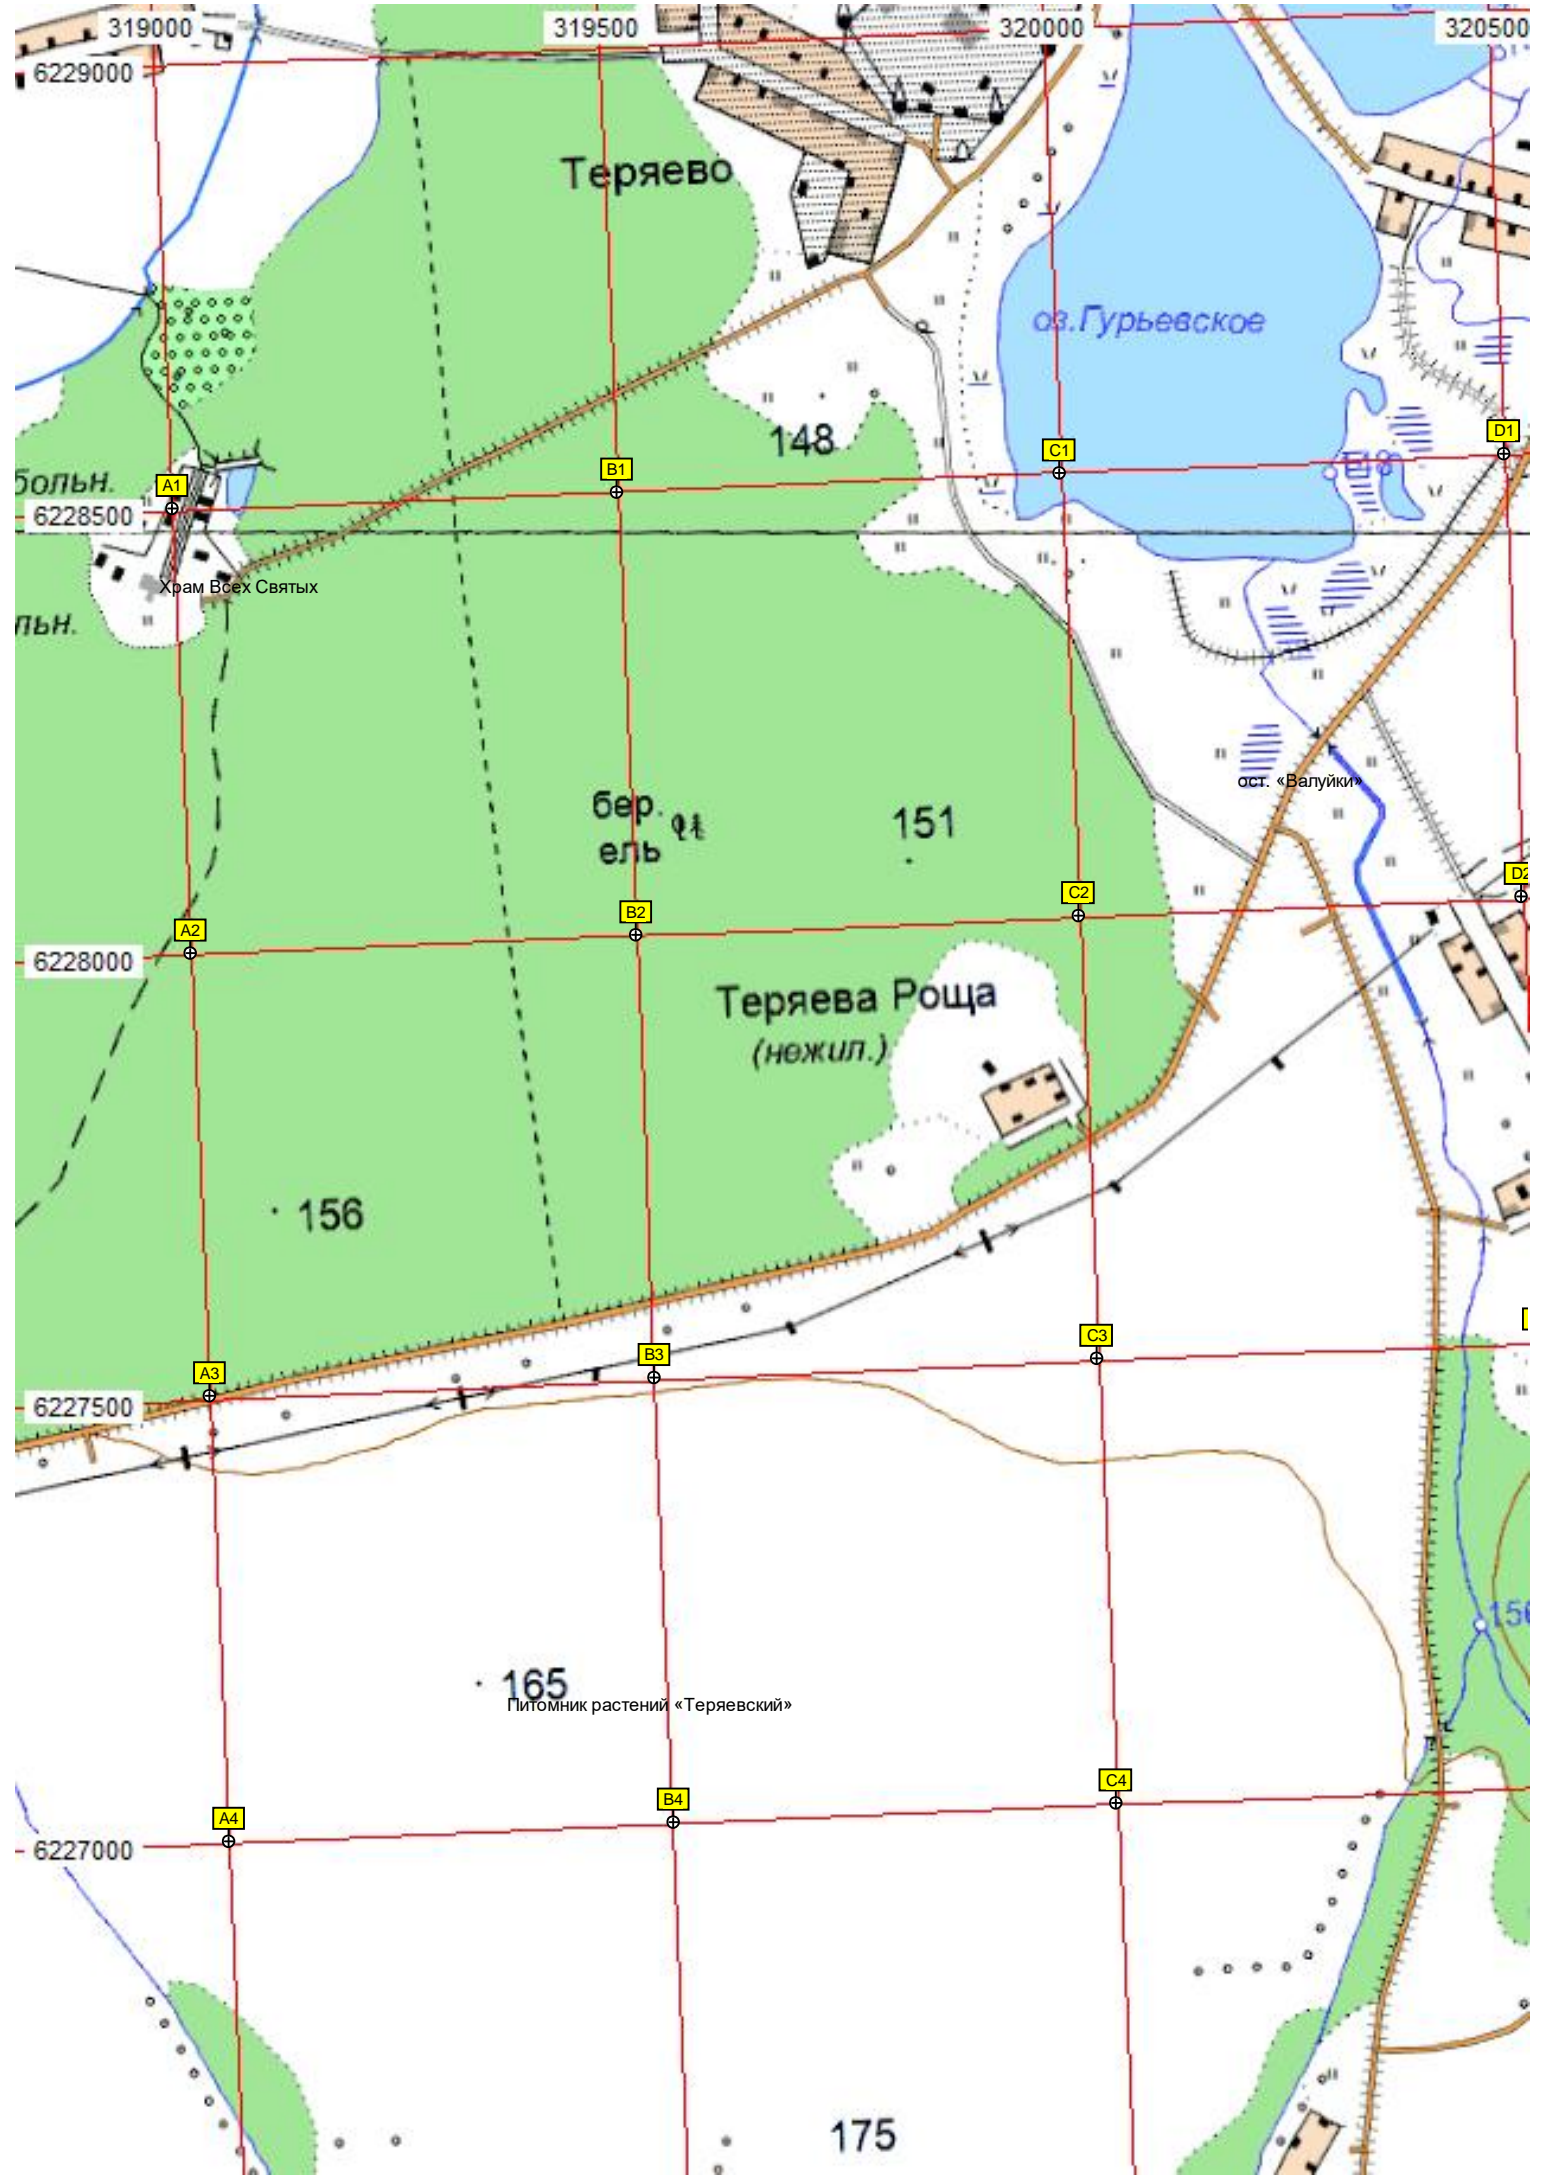 319000
319500
320000
320500
6229000
Теряево
оз.Гурьевское
148
D1
C1
B1
A1
больн.
6228500
Храм Всех Святых
льн.
ост. «Валуйки»
бер.
ель
151
D2
C2
B2
A2
6228000
Теряева Роща
(нежил.)
156
C3
B3
A3
6227500
165
Питомник растений «Теряевский»
C4
B4
A4
6227000
175